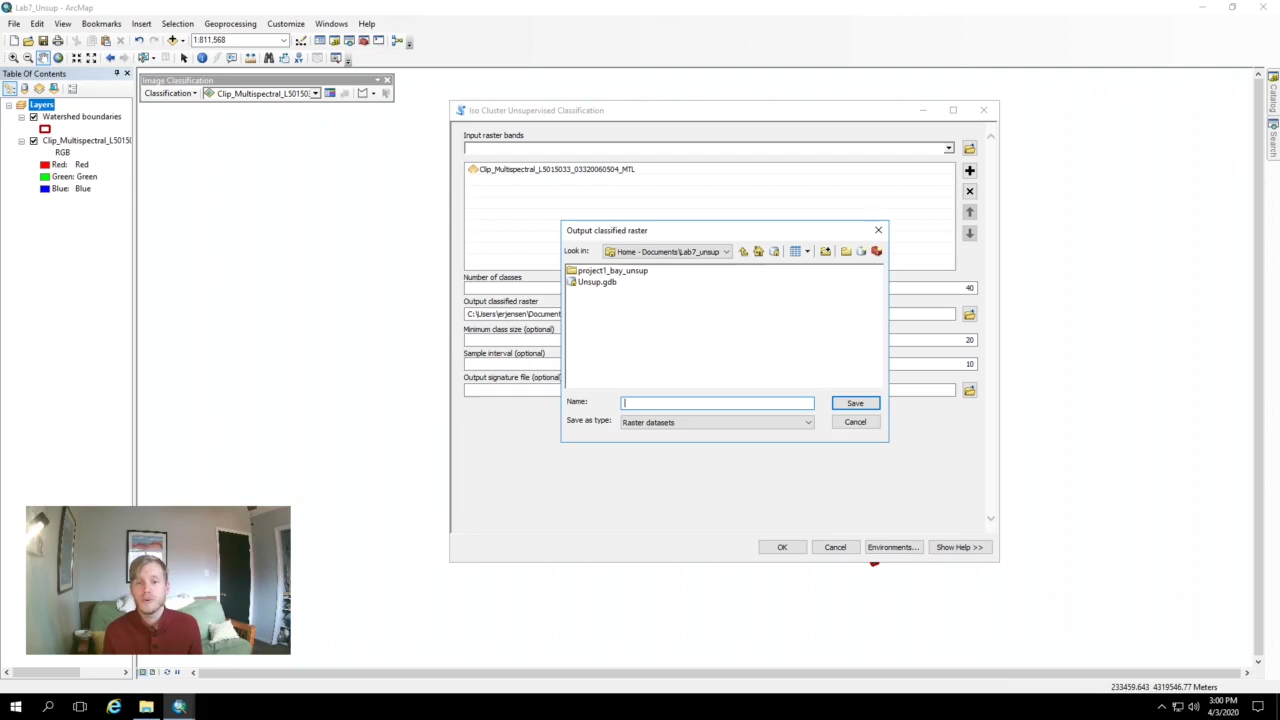 Lab7_Unsup - ArcMap
File Edit View Bookmarks Insert Selection Geoprocessing Customize Windows Help
1:811,568
Table Of Contents
Image Classification
Classification Clip_Multispectral_L50150
Layers
Watershed boundaries
Clip_Multispectral_L50150
RGB
Red: Red
Green: Green
Blue: Blue
Iso Cluster Unsupervised Classification
Input raster bands
Clip_Multispectral_L5015033_03320060504_MTL
Number of classes
40
Output classified raster
C:\Users\erjensen\Document
Minimum class size (optional)
20
Sample interval (optional)
10
Output signature file (optional)
OK Cancel Environments... Show Help >>
Output classified raster
Look in: Home - Documents\Lab7_unsup
project1_bay_unsup
Unsup.gdb
Name: Save
Save as type: Raster datasets Cancel
Catalog
Search
233459.643 4319546.77 Meters
3:00 PM
4/3/2020